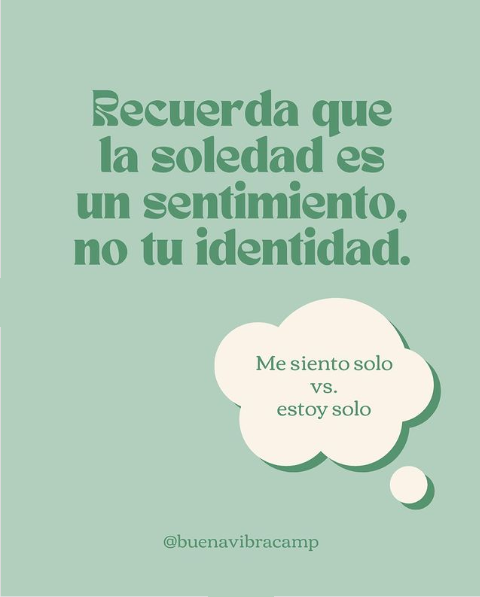 Recuerda que
la soledad es
un sentimiento,
no tu identidad.
Me siento solo
vs.
estoy solo
@buenavibracamp